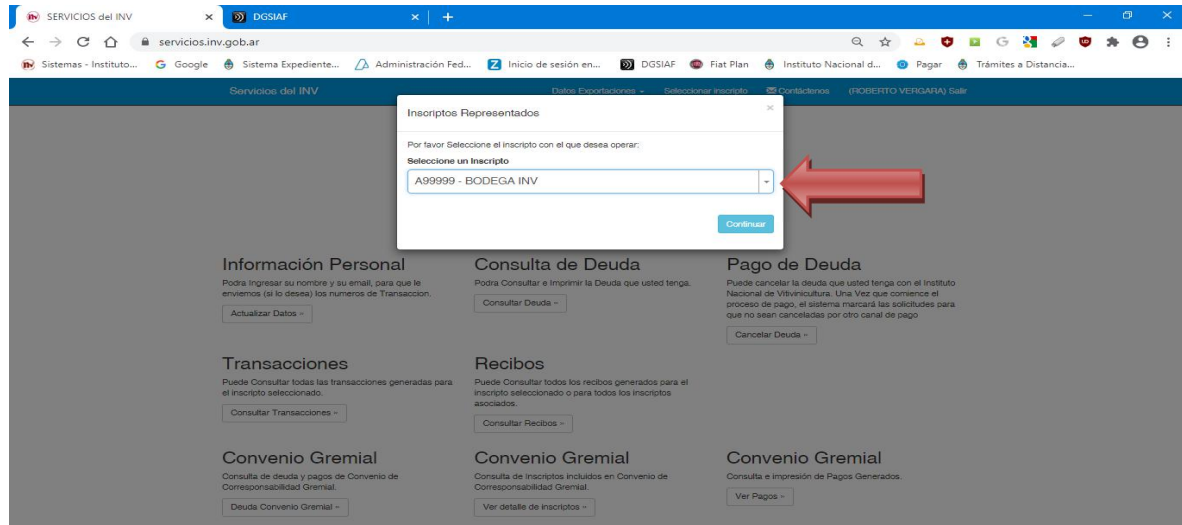 SERVICIOS del INV
DGSIAF
servicios.inv.gob.ar
Sistemas - Instituto...
Google
Sistema Expediente...
Administración Fed...
Inicio de sesión en...
DGSIAF
Fiat Plan
Instituto Nacional d...
Pagar
Trámites a Distancia...
Servicios del INV
Datos Exportaciones
Seleccionar Inscripto
Contáctenos
(ROBERTO VERGARA) Salir
Inscriptos Representados
Por favor Seleccione el inscripto con el que desea operar:
Seleccione un Inscripto
A99999 - BODEGA INV
Continuar
Información Personal
Podra Ingresar su nombre y su email, para que le
enviemos (si lo desea) los numeros de Transaccion.
Actualizar Datos »
Consulta de Deuda
Podra Consultar e Imprimir la Deuda que usted tenga.
Consultar Deuda »
Pago de Deuda
Puede cancelar la deuda que usted tenga con el Instituto
Nacional de Vitivinicultura. Una Vez que comience el
proceso de pago, el sistema marcará las solicitudes para
que no sean canceladas por otro canal de pago
Cancelar Deuda »
Transacciones
Puede Consultar todas las transacciones generadas para
el inscripto seleccionado.
Consultar Transacciones »
Recibos
Puede Consultar todos los recibos generados para el
inscripto seleccionado o para todos los inscriptos
asociados.
Consultar Recibos »
Convenio Gremial
Consulta de deuda y pagos de Convenio de
Corresponsabilidad Gremial.
Deuda Convenio Gremial »
Convenio Gremial
Consulta de Inscriptos incluidos en Convenio de
Corresponsabilidad Gremial.
Ver detalle de inscriptos »
Convenio Gremial
Consulta e impresión de Pagos Generados.
Ver Pagos »